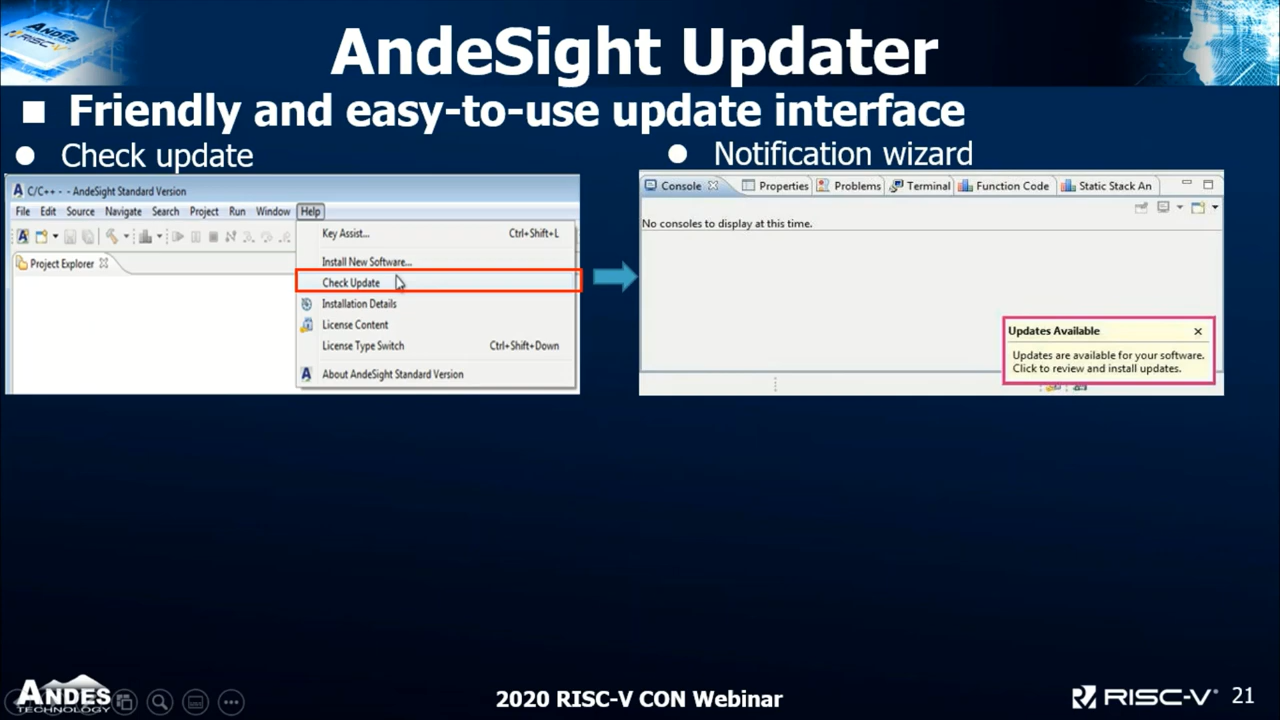 ANDES
RISC-V
AndeSight Updater
Friendly and easy-to-use update interface
Check update
C/C++ - - AndeSight Standard Version
File Edit Source Navigate Search Project Run Window Help
Project Explorer
Key Assist... Ctrl+Shift+L
Install New Software...
Check Update
Installation Details
License Content
License Type Switch Ctrl+Shift+Down
About AndeSight Standard Version
Notification wizard
Console Properties Problems Terminal Function Code Static Stack An
No consoles to display at this time.
Updates Available
Updates are available for your software.
Click to review and install updates.
ANDES
TECHNOLOGY
2020 RISC-V CON Webinar
RISC-V® 21